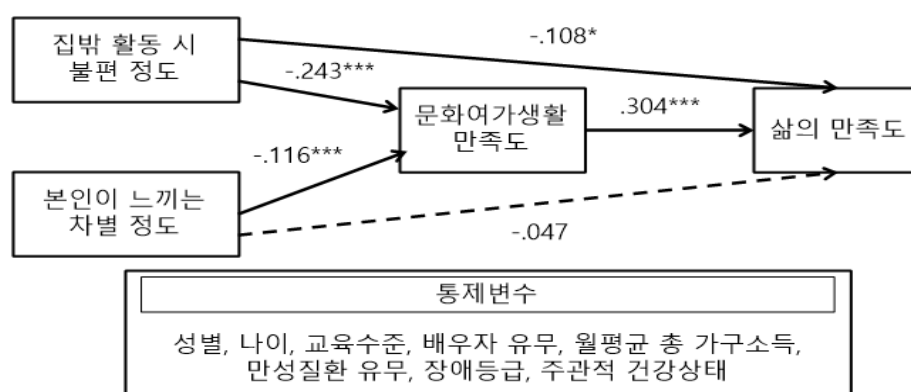 집밖 활동 시
불편 정도
-.108*
-.243***
문화여가생활
만족도
.304***
삶의 만족도
-.116***
본인이 느끼는
차별 정도
-.047
통제변수
성별, 나이, 교육수준, 배우자 유무, 월평균 총 가구소득,
만성질환 유무, 장애등급, 주관적 건강상태